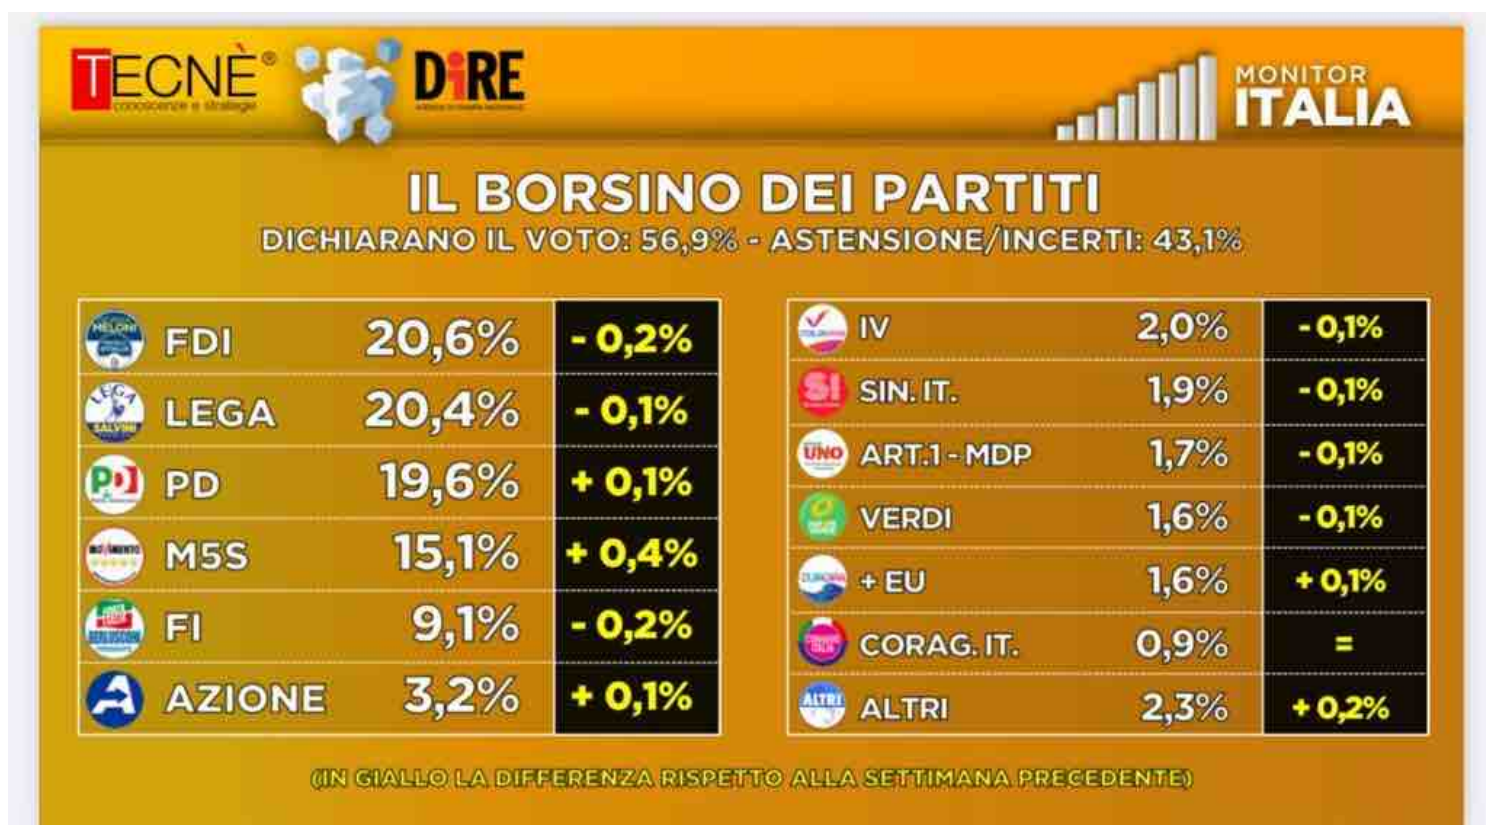 TECNÈ®
conoscenze e strategie
DiRE
MONITOR
ITALIA
IL BORSINO DEI PARTITI
DICHIARANO IL VOTO: 56,9% - ASTENSIONE/INCERTI: 43,1%
FDI 20,6% - 0,2%
LEGA 20,4% - 0,1%
PD 19,6% + 0,1%
M5S 15,1% + 0,4%
FI 9,1% - 0,2%
AZIONE 3,2% + 0,1%
IV 2,0% - 0,1%
SIN. IT. 1,9% - 0,1%
ART.1 - MDP 1,7% - 0,1%
VERDI 1,6% - 0,1%
+ EU 1,6% + 0,1%
CORAG. IT. 0,9% =
ALTRI ALTRI 2,3% + 0,2%
(IN GIALLO LA DIFFERENZA RISPETTO ALLA SETTIMANA PRECEDENTE)